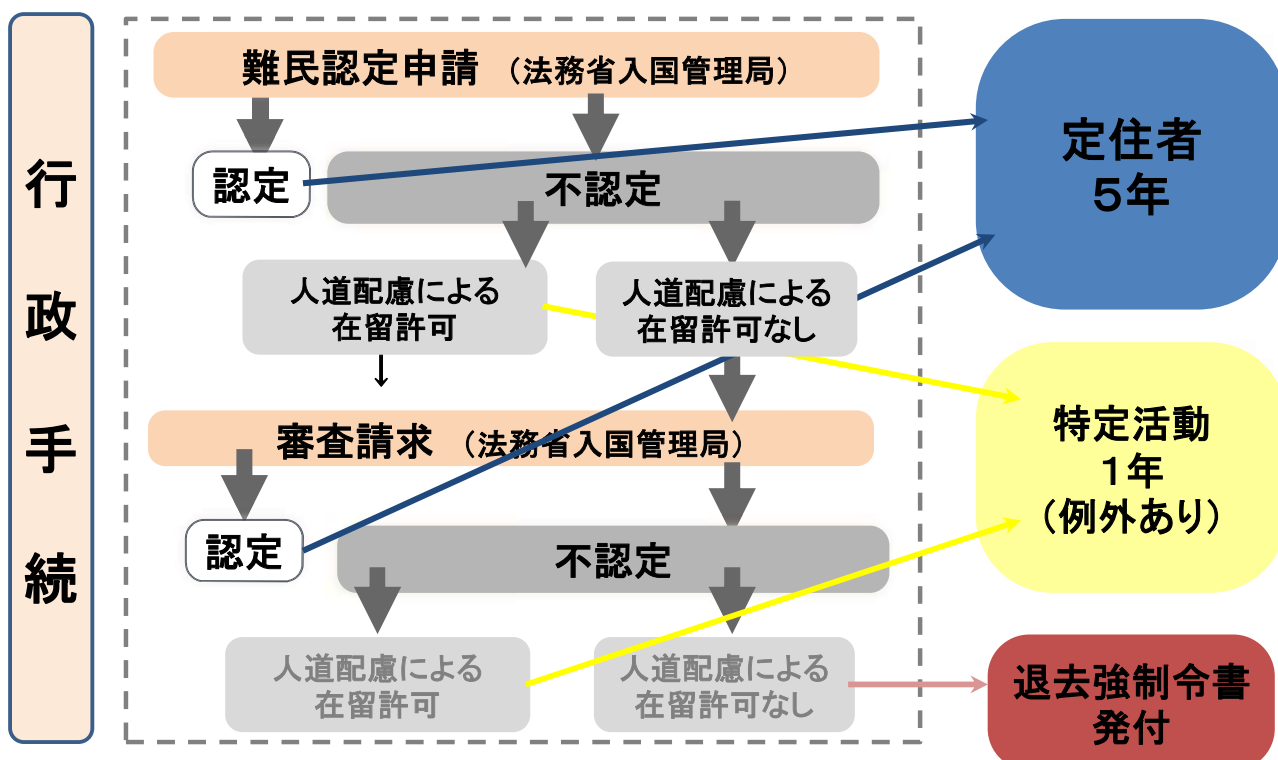 行政手続
難民認定申請 （法務省入国管理局）
認定
不認定
人道配慮による
在留許可
人道配慮による
在留許可なし
↓
審査請求 （法務省入国管理局）
認定
不認定
人道配慮による
在留許可
人道配慮による
在留許可なし
定住者
５年
特定活動
１年
（例外あり）
退去強制令書
発付